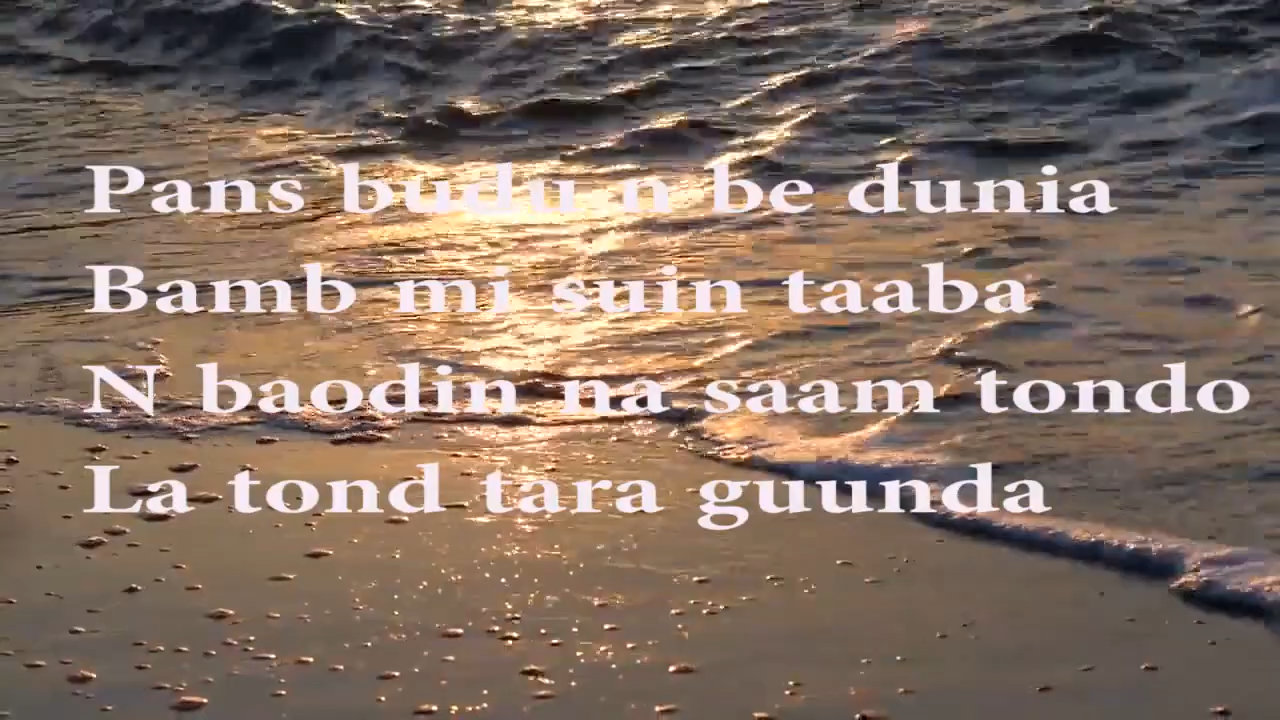 Pans budu n be dunia
Bamb mi suin taaba
N baodin na saam tondo
La tond tara guunda